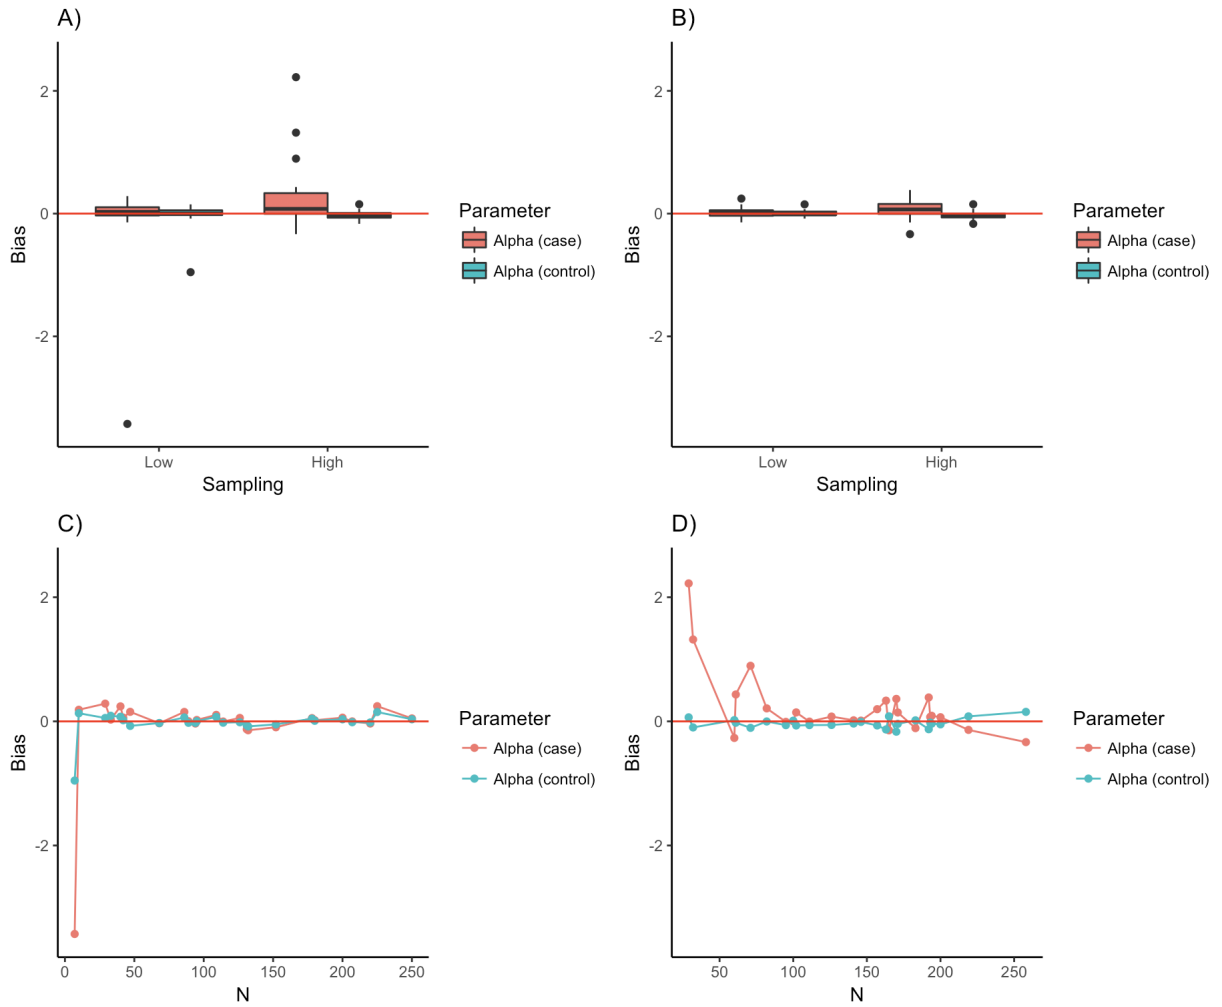 A)
Bias
2
0
-2
Low
High
Sampling
Parameter
Alpha (case)
Alpha (control)
B)
Bias
2
0
-2
Low
High
Sampling
Parameter
Alpha (case)
Alpha (control)
C)
Bias
2
0
-2
0
50
100
150
200
250
N
Parameter
Alpha (case)
Alpha (control)
D)
Bias
2
0
-2
50
100
150
200
250
N
Parameter
Alpha (case)
Alpha (control)